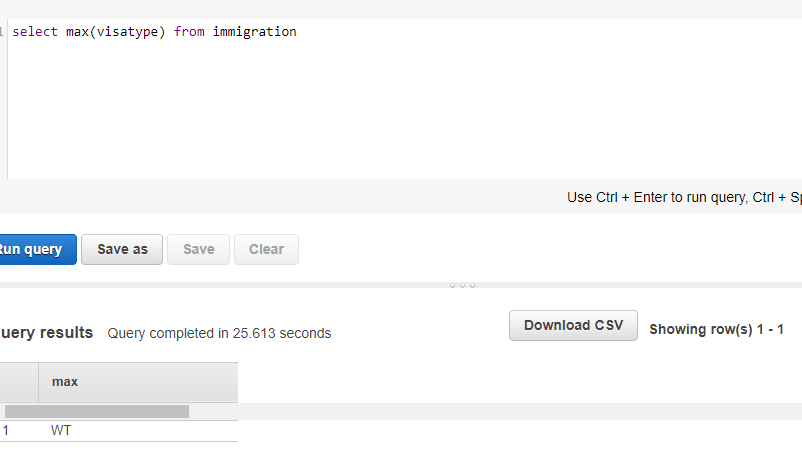 1 select max(visatype) from immigration
Use Ctrl + Enter to run query, Ctrl +
Run query Save as Save Clear
uery results Query completed in 25.613 seconds Download CSV Showing row(s) 1 - 1
max
1 WT